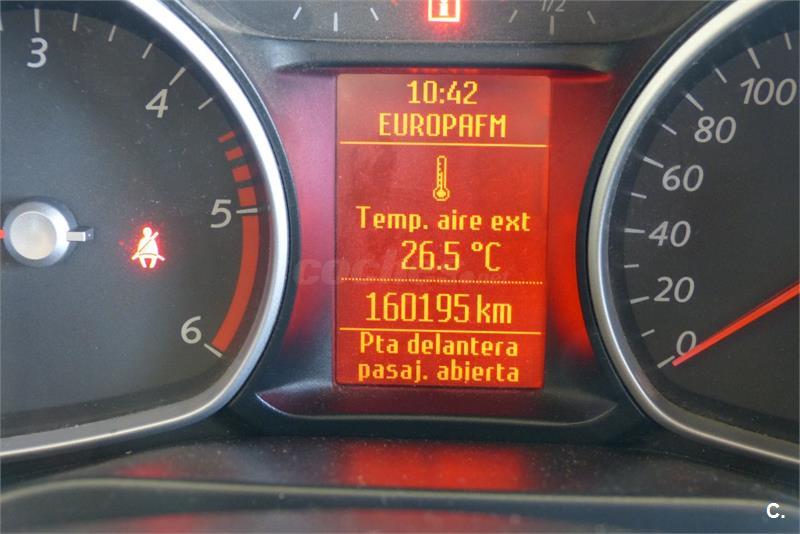 1/2
3
4
5
6
10:42
EUROPAFM
Temp. aire ext
26.5 °C
160195 km
Pta delantera
pasaj. abierta
100
80
60
40
20
0
C.